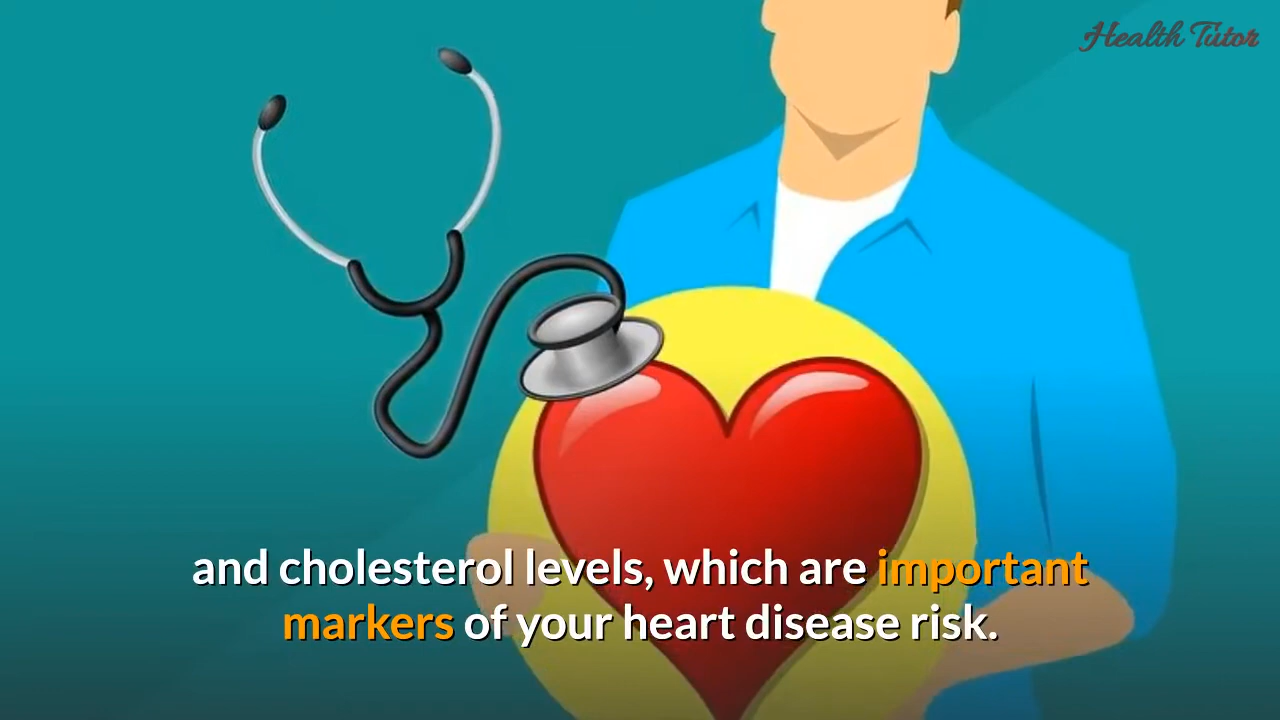 Health Tutor
and cholesterol levels, which are important
markers of your heart disease risk.